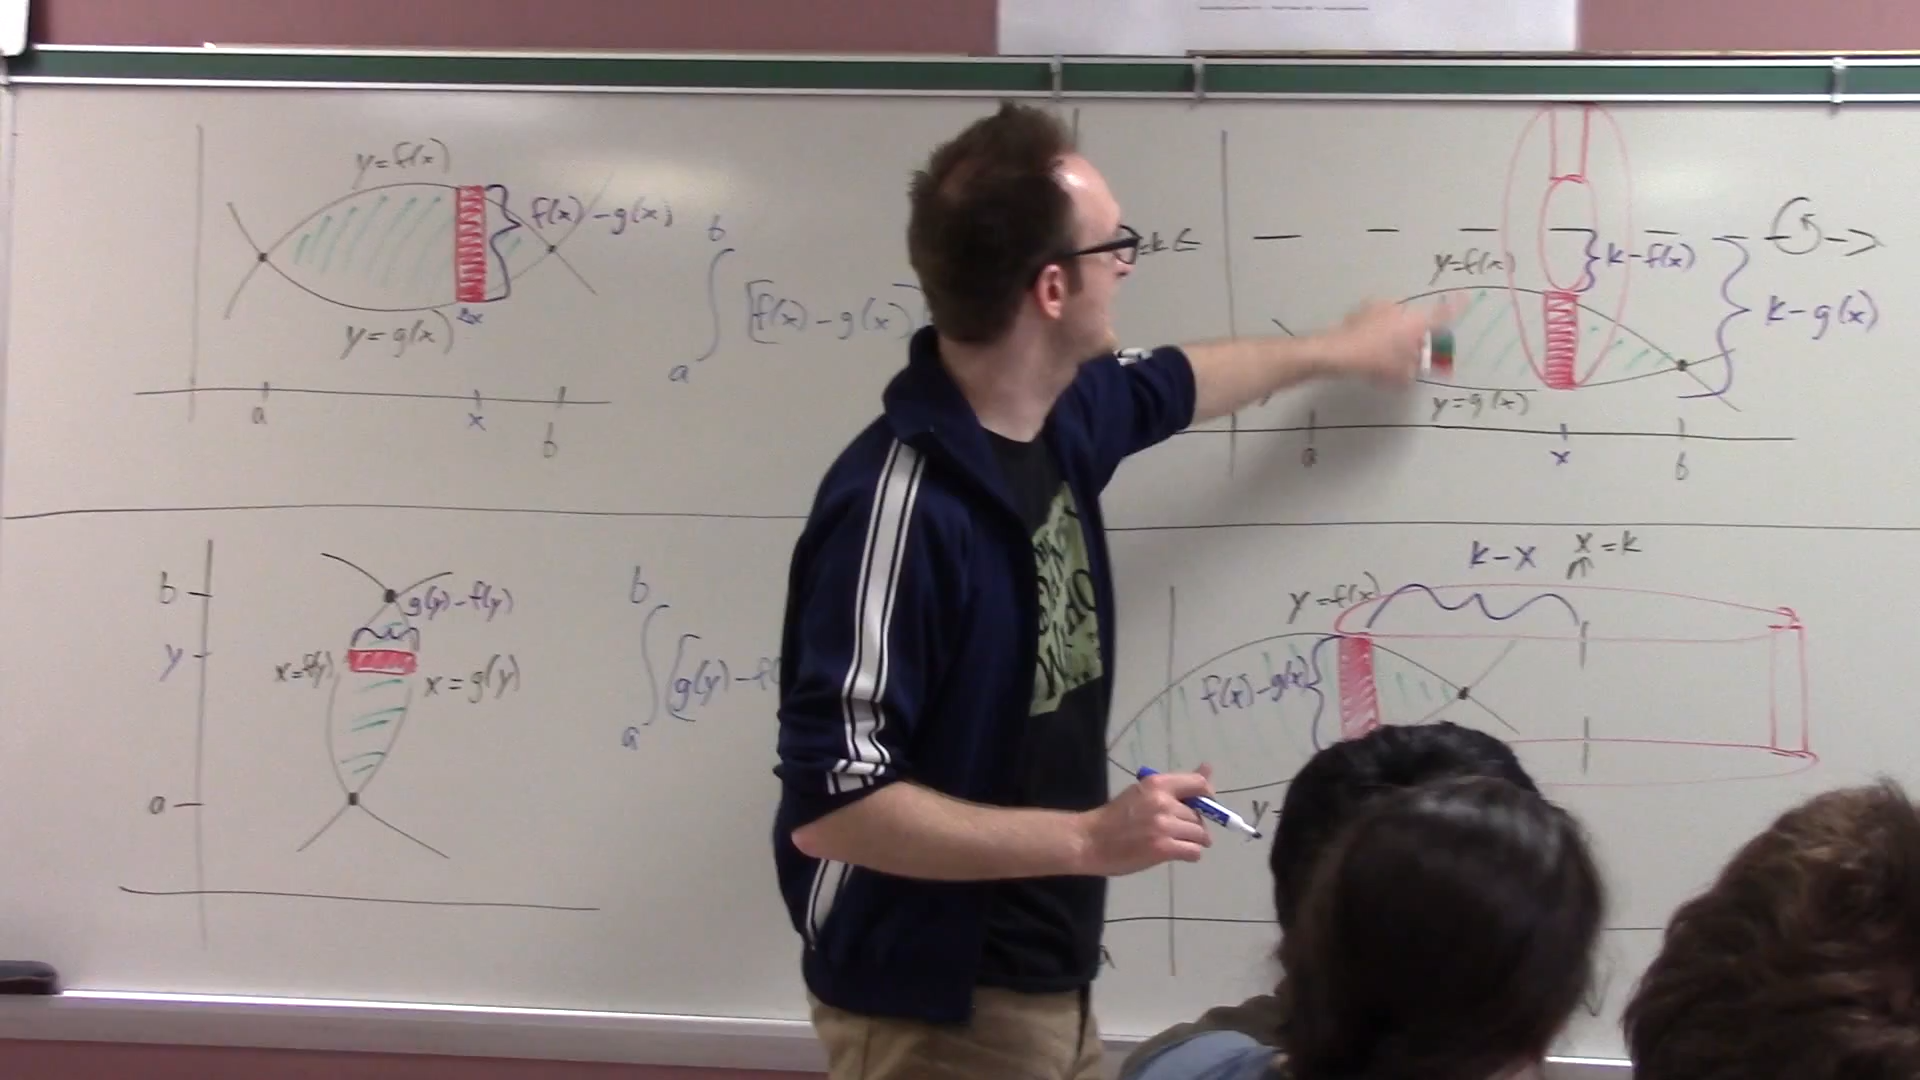 y=f(x)
f(x)-g(x)
y=g(x)
Δx
a
x
b
b
∫
a
[f(x)-g(x)]
=k
y=f(x)
k-f(x)
k-g(x)
y=g(x)
a
x
b
b
y
a
g(y)-f(y)
x=f(y)
x=g(y)
b
∫
a
[g(y)-f(
k-x
x=k
y=f(x)
f(x)-g(x)
y=
a